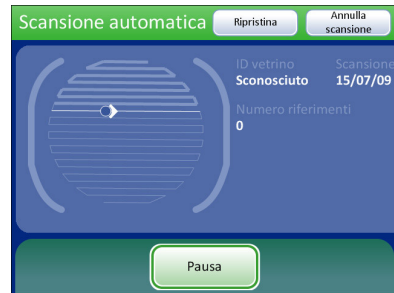 Scansione automatica
Ripristina
Annulla
scansione
ID vetrino
Scansione
Sconosciuto
15/07/09
Numero riferimenti
0
Pausa